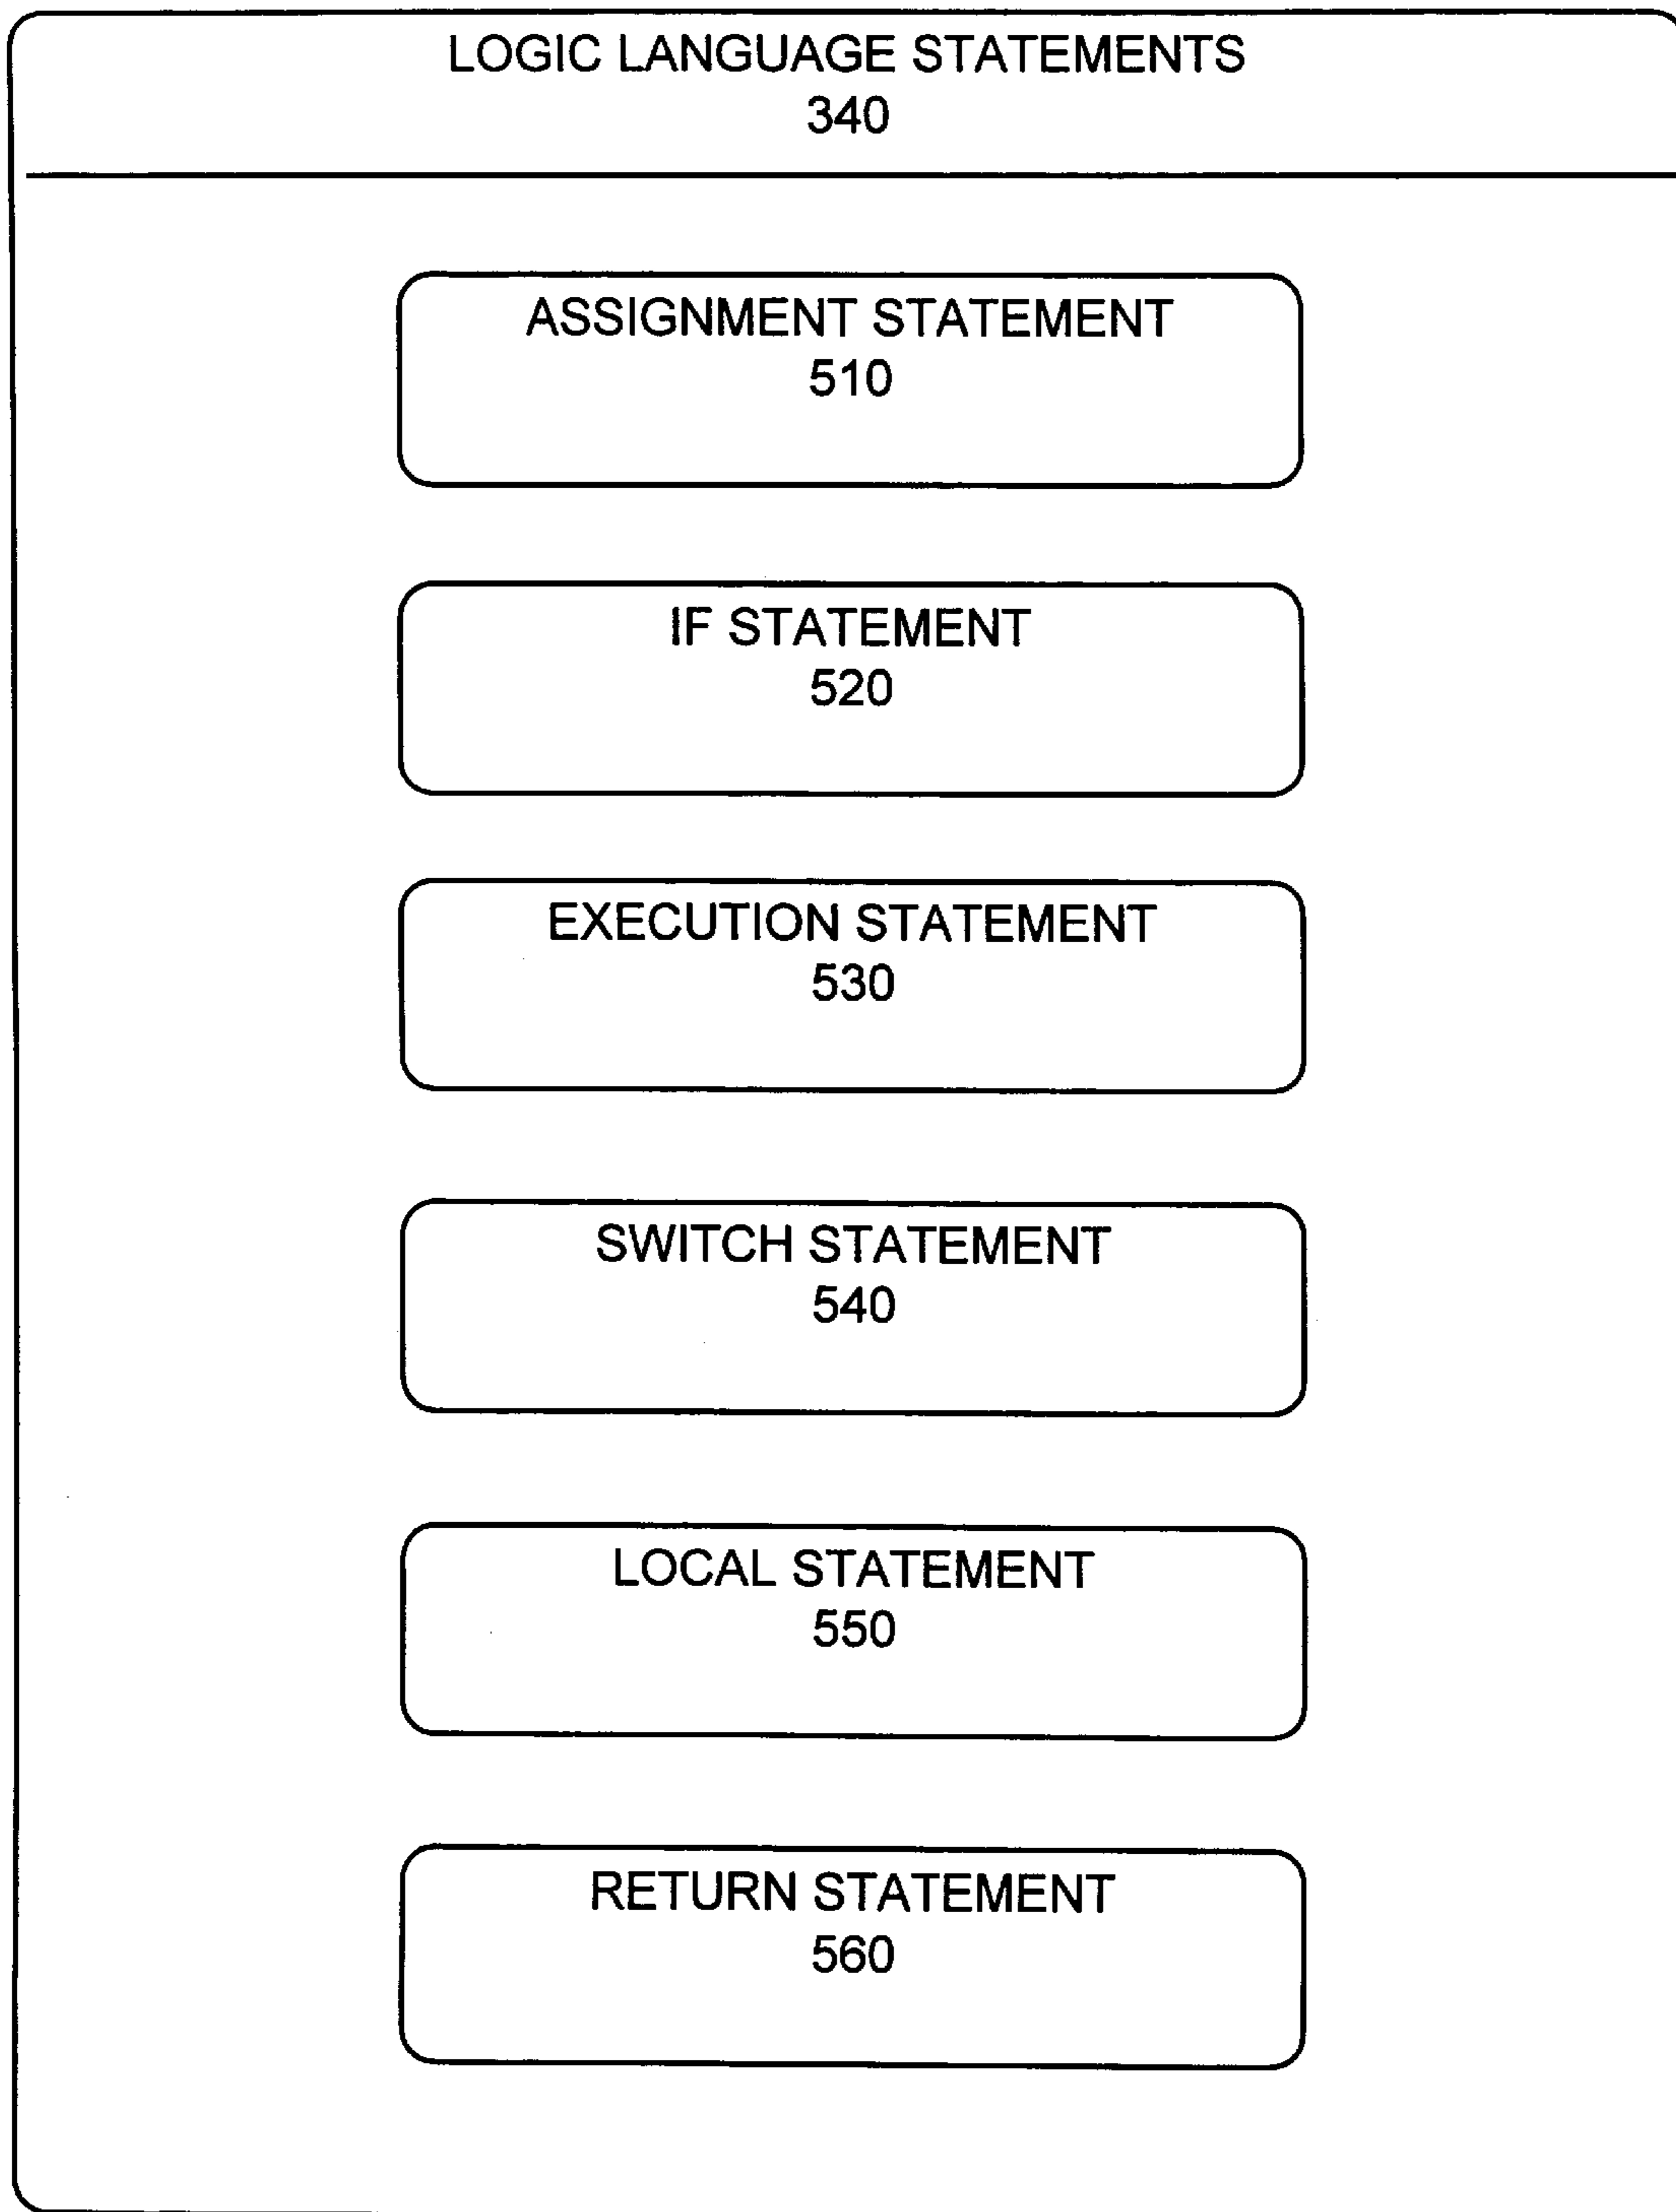 LOGIC LANGUAGE STATEMENTS
340
ASSIGNMENT STATEMENT
510
IF STATEMENT
520
EXECUTION STATEMENT
530
SWITCH STATEMENT
540
LOCAL STATEMENT
550
RETURN STATEMENT
560